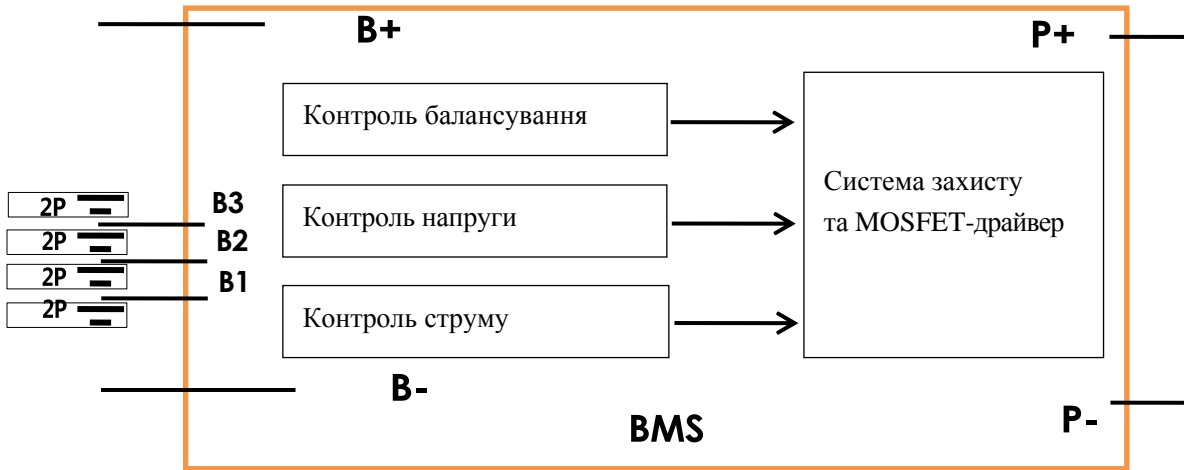 B+
P+
Контроль балансування
Система захисту
та MOSFET-драйвер
2P
B3
Контроль напруги
2P
B2
2P
B1
2P
Контроль струму
B-
P-
BMS